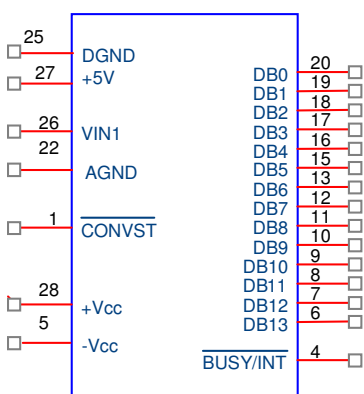 25 DGND
27 +5V
26 VIN1
22 AGND
1 CONVST
28 +Vcc
5 -Vcc
DB0 20
DB1 19
DB2 18
DB3 17
DB4 16
DB5 15
DB6 13
DB7 12
DB8 11
DB9 10
DB10 9
DB11 8
DB12 7
DB13 6
BUSY/INT 4